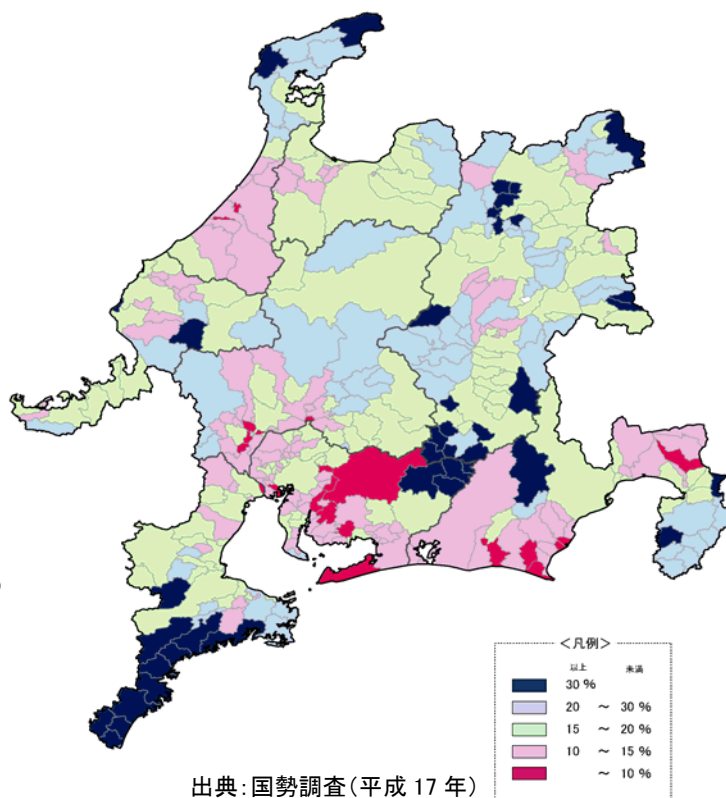 ＜凡例＞
以上 未満
30 %
20 ～ 30 %
15 ～ 20 %
10 ～ 15 %
～ 10 %
出典：国勢調査（平成 17 年）